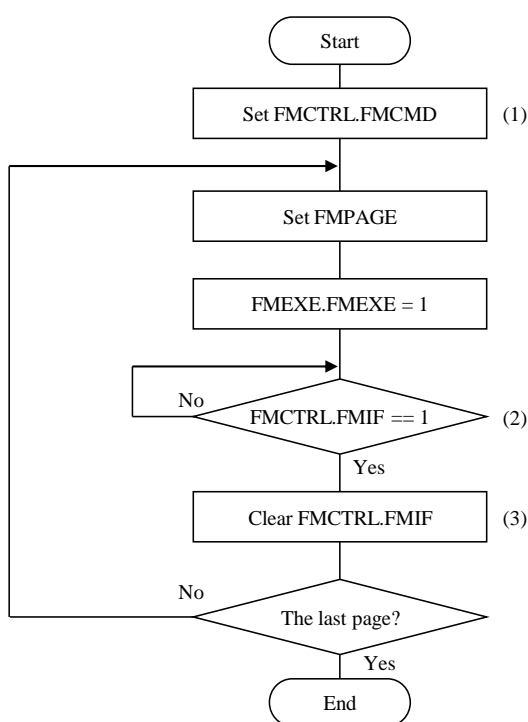 Start
Set FMCTRL.FMCMD
(1)
Set FMPAGE
FMEXE.FMEXE = 1
No
FMCTRL.FMIF == 1
(2)
Yes
Clear FMCTRL.FMIF
(3)
No
The last page?
Yes
End